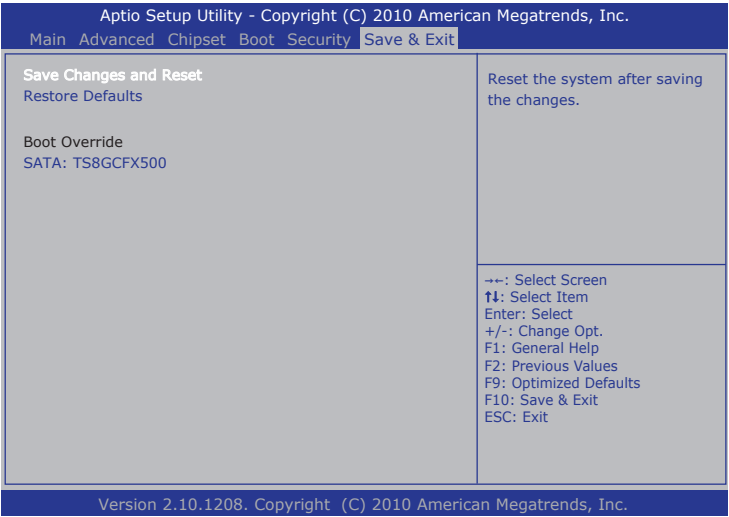 Aptio Setup Utility - Copyright (C) 2010 American Megatrends, Inc.
Main Advanced Chipset Boot Security Save & Exit
Save Changes and Reset
Restore Defaults
Boot Override
SATA: TS8GCFX500
Reset the system after saving
the changes.
→←: Select Screen
↑↓: Select Item
Enter: Select
+/-: Change Opt.
F1: General Help
F2: Previous Values
F9: Optimized Defaults
F10: Save & Exit
ESC: Exit
Version 2.10.1208. Copyright (C) 2010 American Megatrends, Inc.